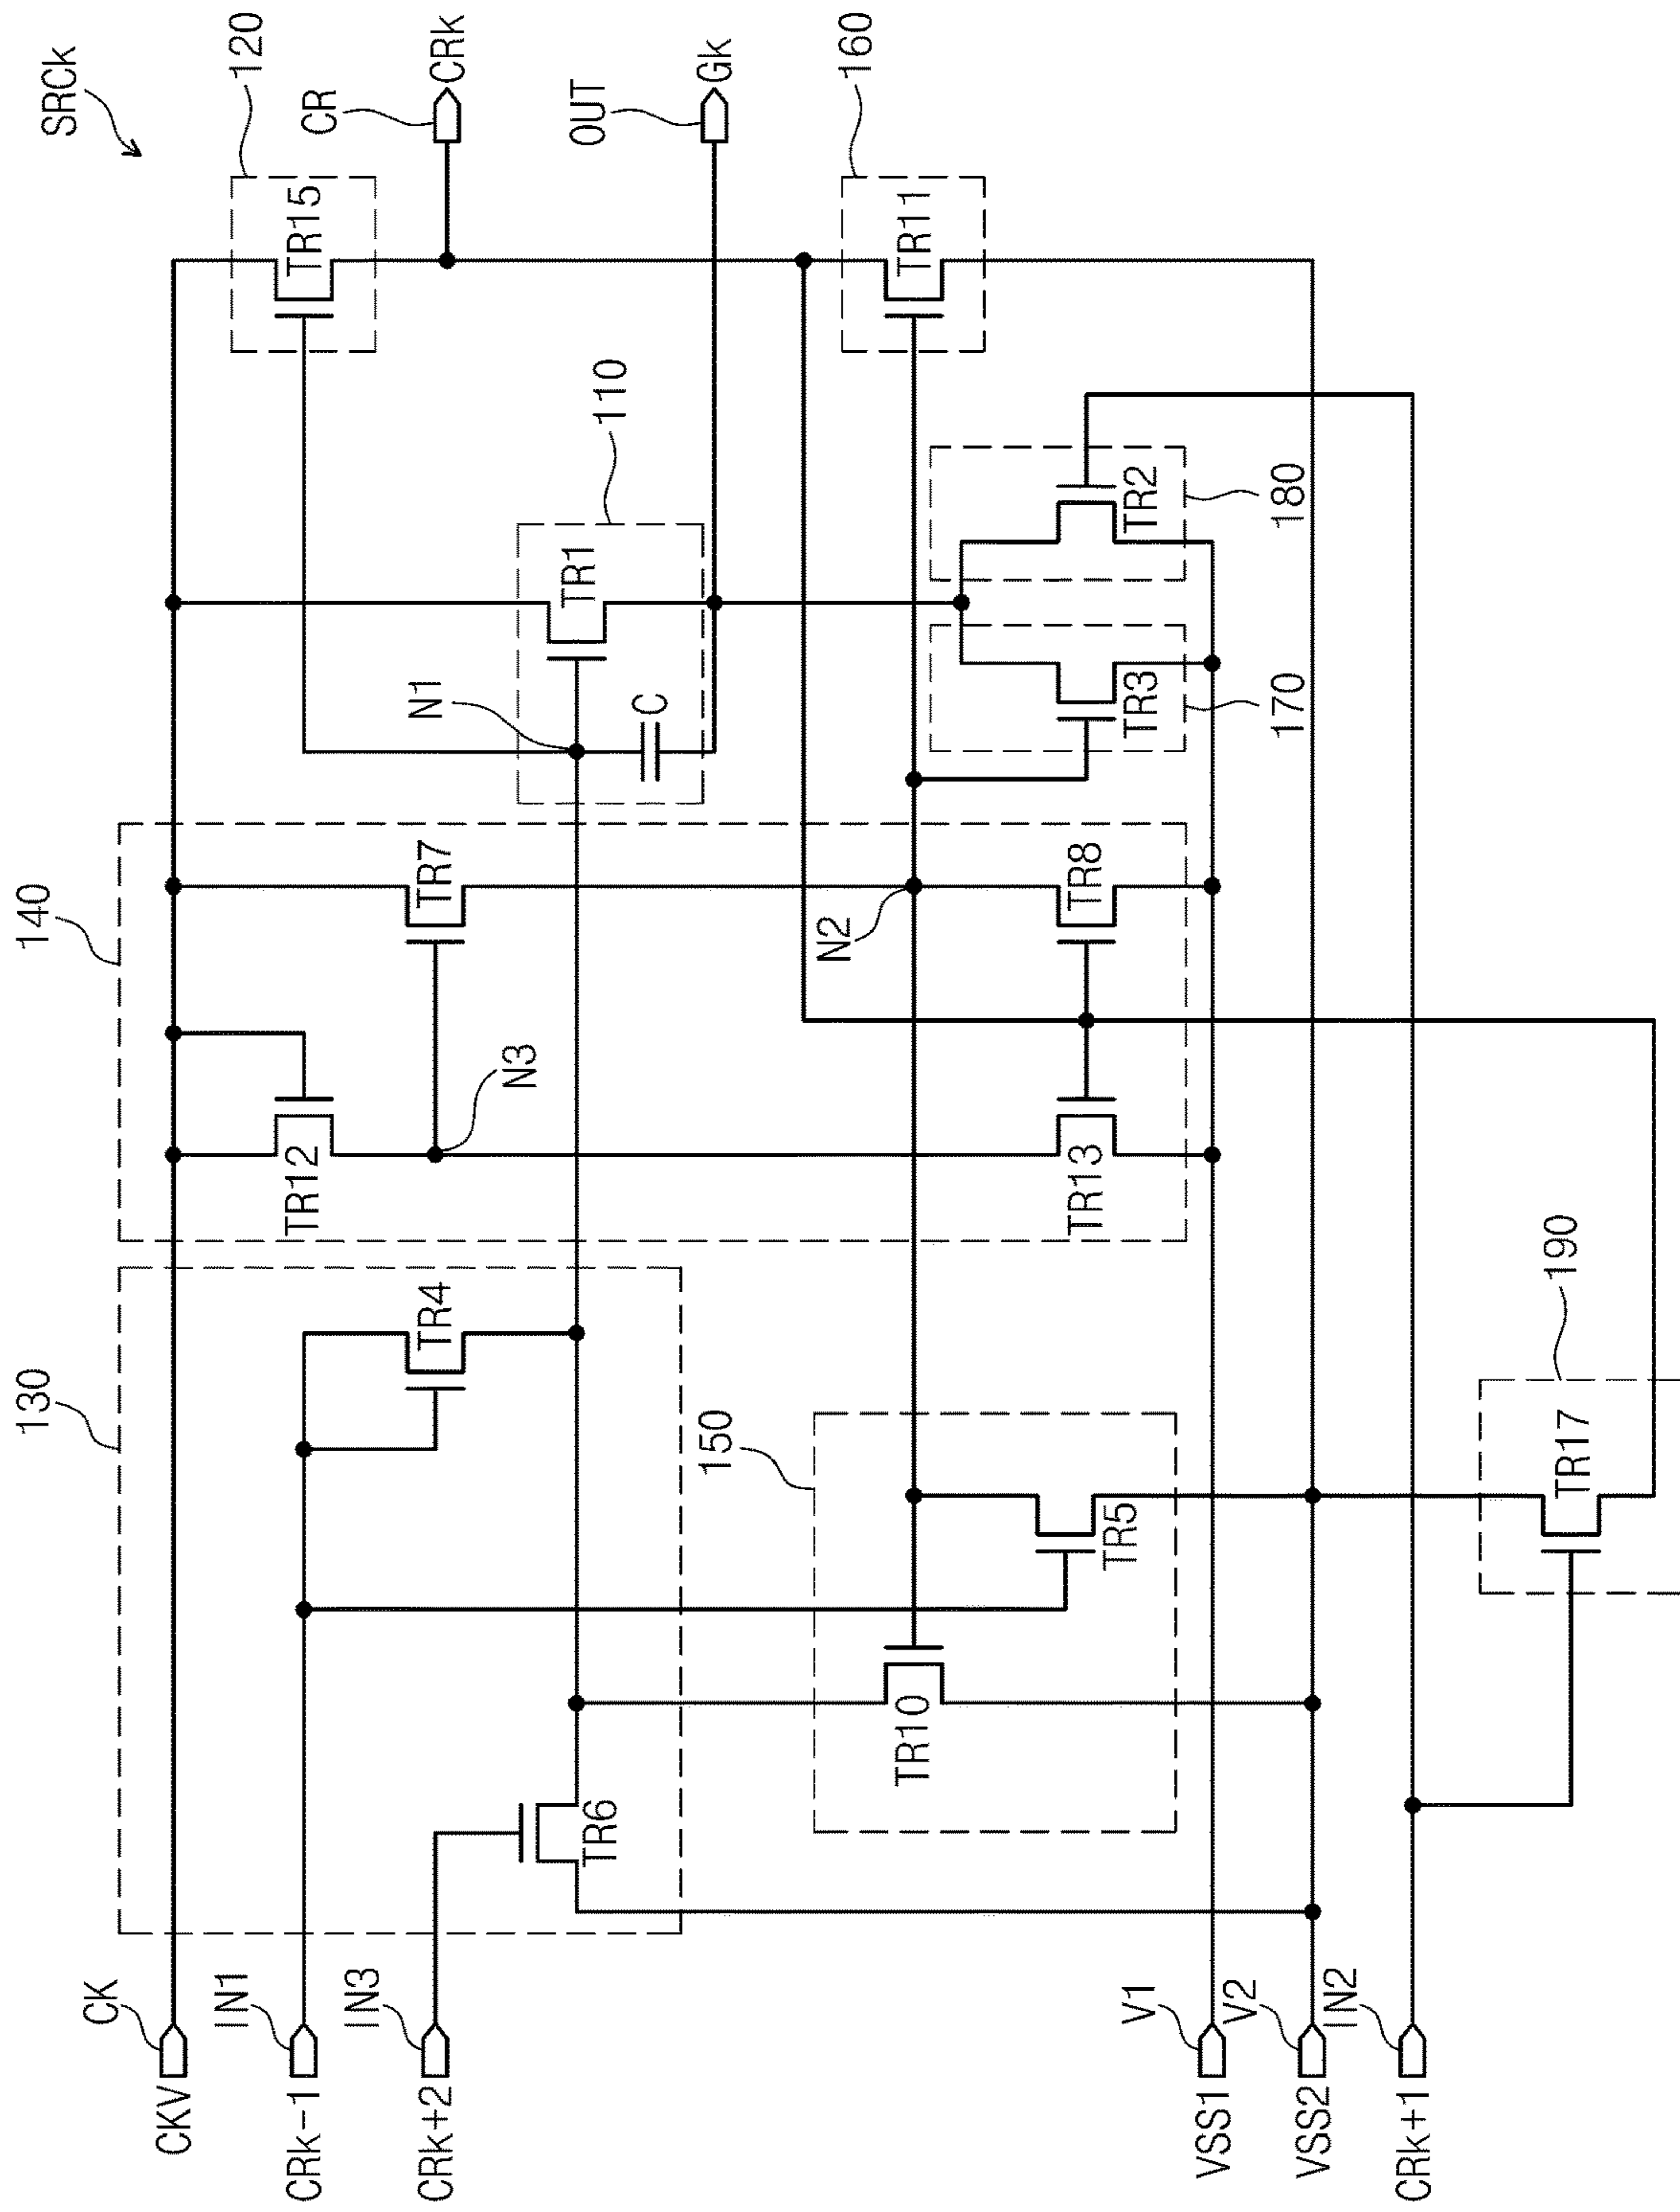 SRCk
120
CR
CRk
OUT
Gk
160
TR15
TR11
110
TR1
N1
C
TR2
180
TR3
170
140
TR7
N2
TR8
N3
TR12
TR13
130
TR4
150
TR5
TR10
TR6
190
TR17
CK
CKV
IN1
CRk-1
IN3
CRk+2
V1
VSS1
V2
VSS2
IN2
CRk+1